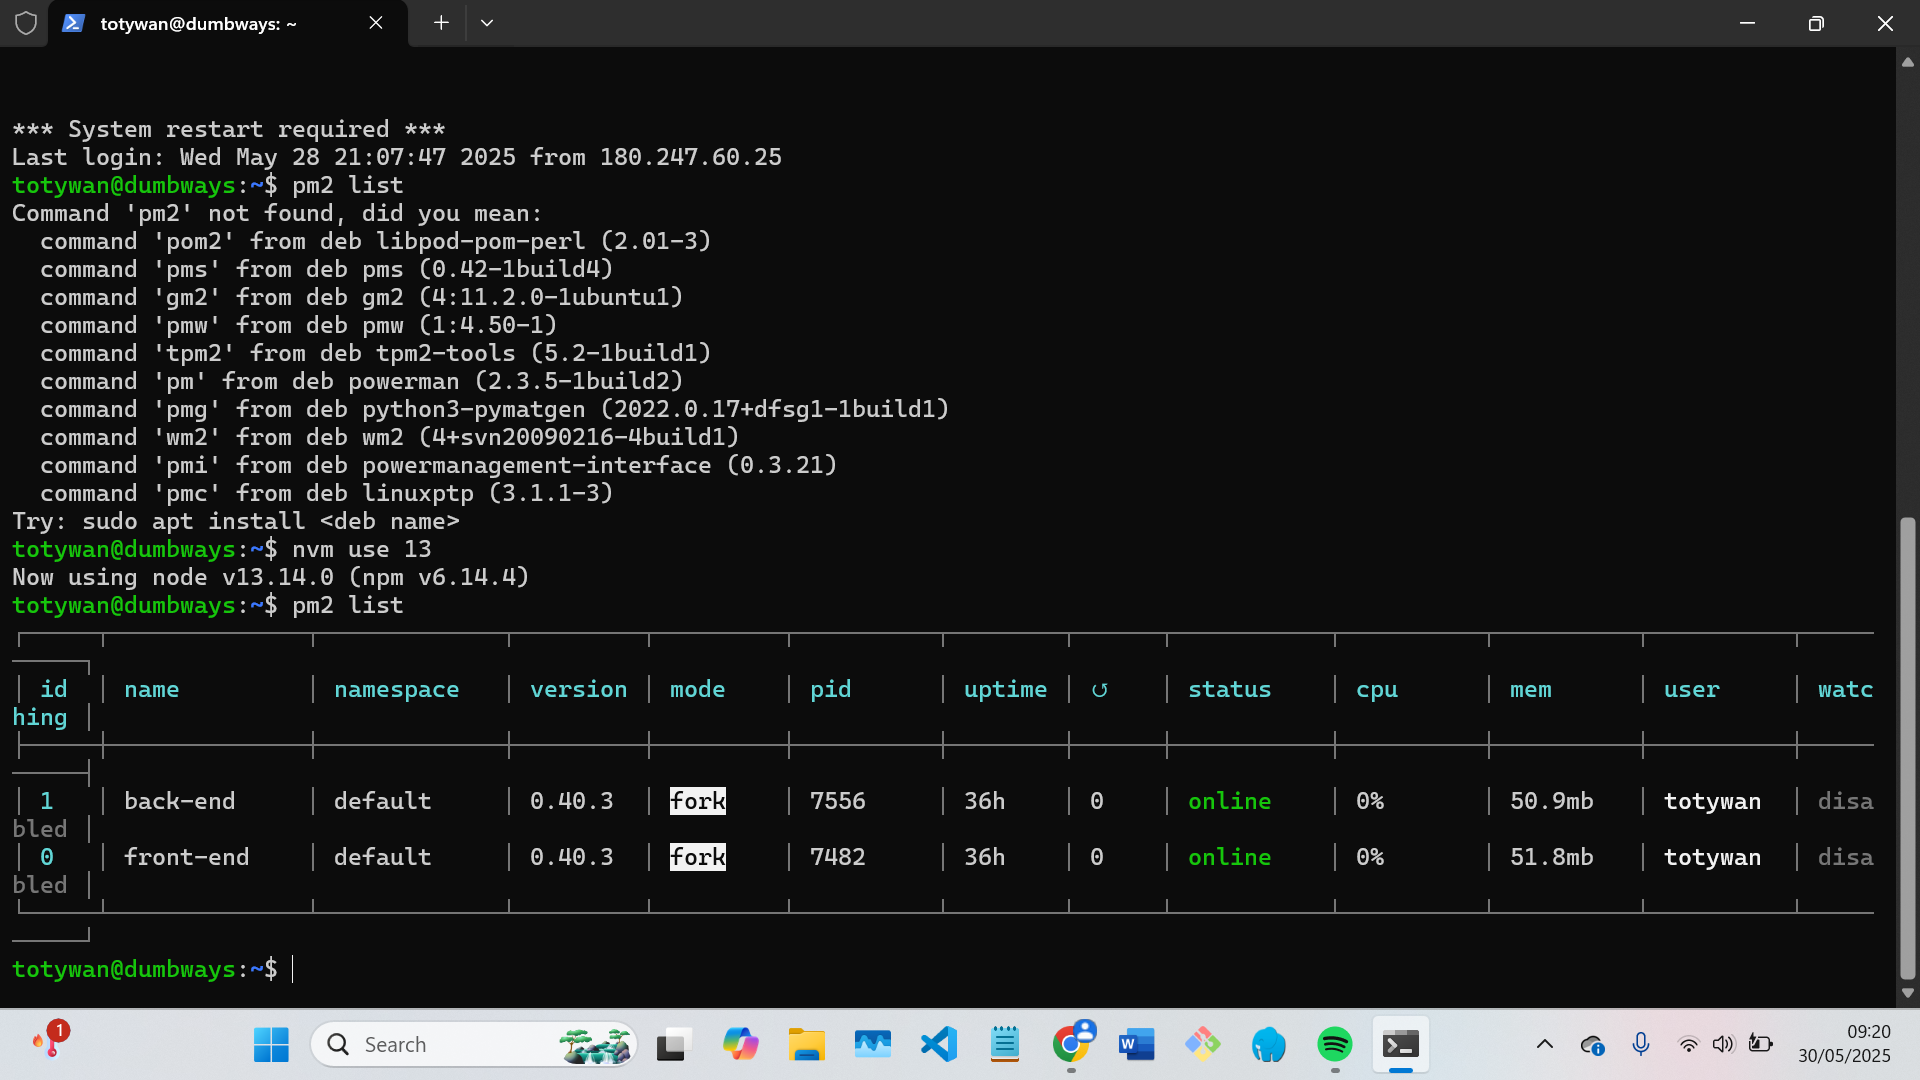 totywan@dumbways: ~
*** System restart required ***
Last login: Wed May 28 21:07:47 2025 from 180.247.60.25
totywan@dumbways:~$ pm2 list
Command 'pm2' not found, did you mean:
  command 'pom2' from deb libpod-pom-perl (2.01-3)
  command 'pms' from deb pms (0.42-1build4)
  command 'gm2' from deb gm2 (4:11.2.0-1ubuntu1)
  command 'pmw' from deb pmw (1:4.50-1)
  command 'tpm2' from deb tpm2-tools (5.2-1build1)
  command 'pm' from deb powerman (2.3.5-1build2)
  command 'pmg' from deb python3-pymatgen (2022.0.17+dfsg1-1build1)
  command 'wm2' from deb wm2 (4+svn20090216-4build1)
  command 'pmi' from deb powermanagement-interface (0.3.21)
  command 'pmc' from deb linuxptp (3.1.1-3)
Try: sudo apt install <deb name>
totywan@dumbways:~$ nvm use 13
Now using node v13.14.0 (npm v6.14.4)
totywan@dumbways:~$ pm2 list
│ id │ name │ namespace │ version │ mode │ pid │ uptime │ ↺ │ status │ cpu │ mem │ user │ watc
hing │
│ 1 │ back-end │ default │ 0.40.3 │ fork │ 7556 │ 36h │ 0 │ online │ 0% │ 50.9mb │ totywan │ disa
bled │
│ 0 │ front-end │ default │ 0.40.3 │ fork │ 7482 │ 36h │ 0 │ online │ 0% │ 51.8mb │ totywan │ disa
bled │
totywan@dumbways:~$
1
Search
W
09:20
30/05/2025